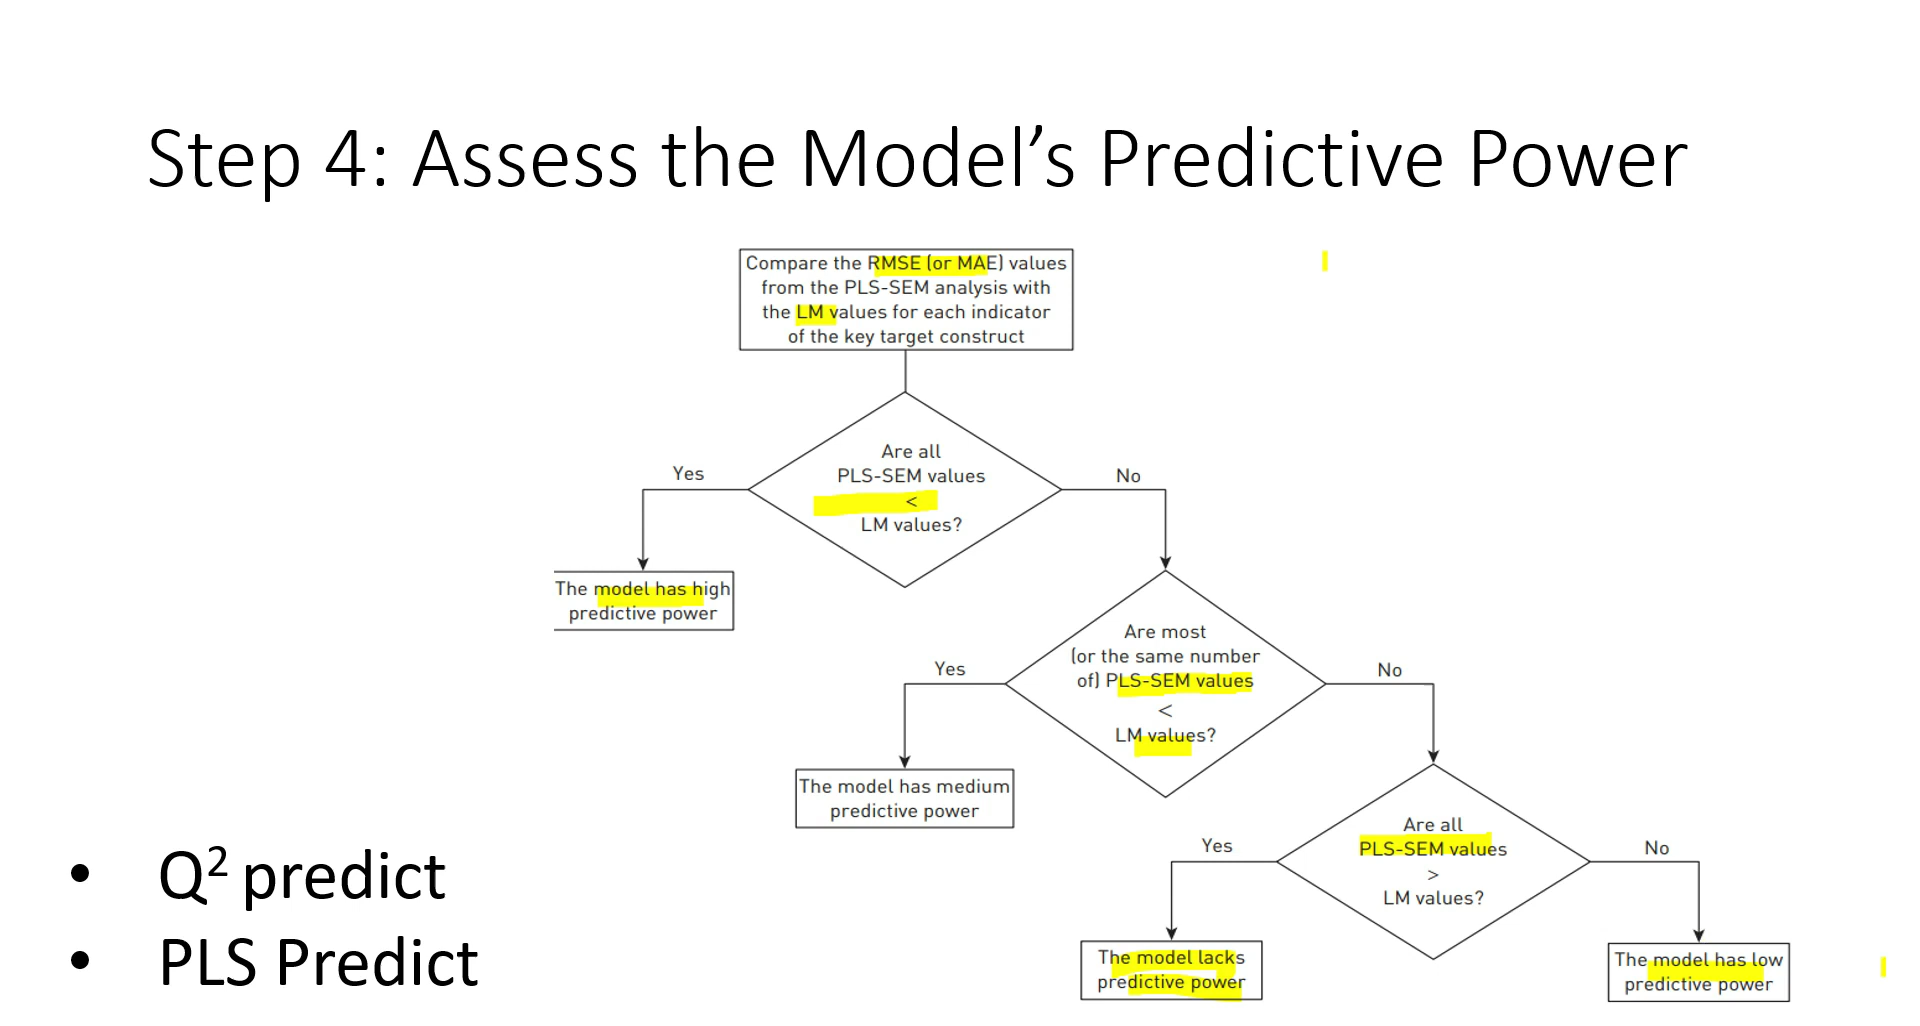 Step 4: Assess the Model’s Predictive Power
Compare the RMSE (or MAE) values
from the PLS-SEM analysis with
the LM values for each indicator
of the key target construct
Are all
PLS-SEM values
<
LM values?
Yes
No
The model has high
predictive power
Are most
(or the same number
of) PLS-SEM values
<
LM values?
Yes
No
The model has medium
predictive power
Are all
PLS-SEM values
>
LM values?
Yes
No
The model lacks
predictive power
The model has low
predictive power
• Q² predict
• PLS Predict